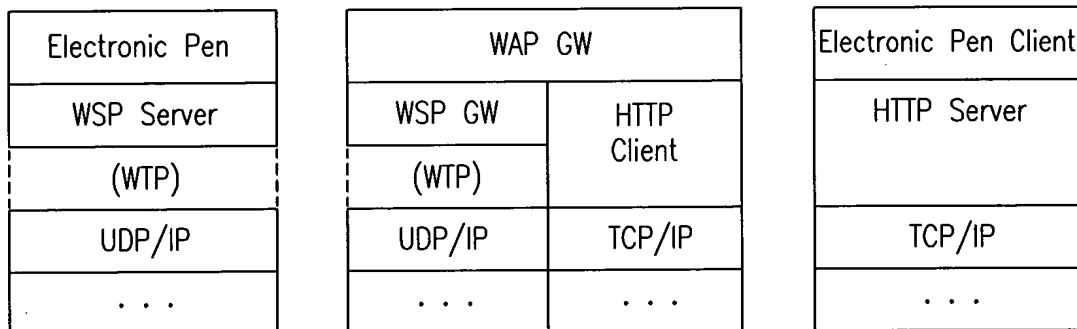 Electronic Pen
WSP Server
(WTP)
UDP/IP
. . .
WAP GW
WSP GW
(WTP)
UDP/IP
. . .
HTTP
Client
TCP/IP
. . .
Electronic Pen Client
HTTP Server
TCP/IP
. . .